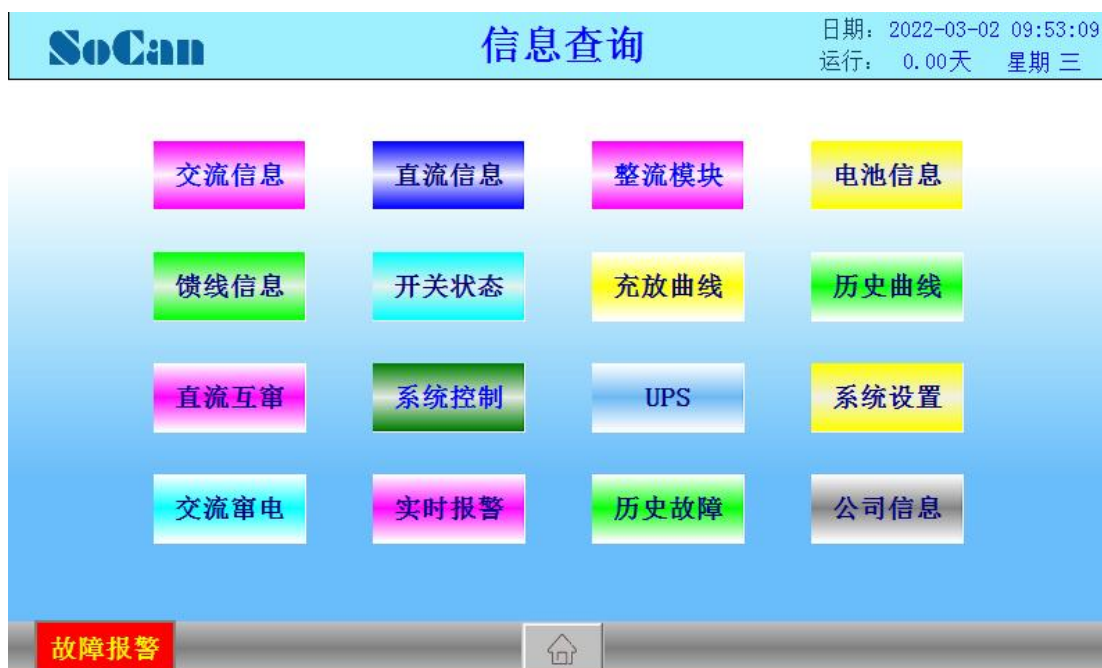 SoCan
信息查询
日期：2022-03-02 09:53:09
运行： 0.00天 星期 三
交流信息 直流信息 整流模块 电池信息
馈线信息 开关状态 充放曲线 历史曲线
直流互窜 系统控制 UPS 系统设置
交流窜电 实时报警 历史故障 公司信息
故障报警